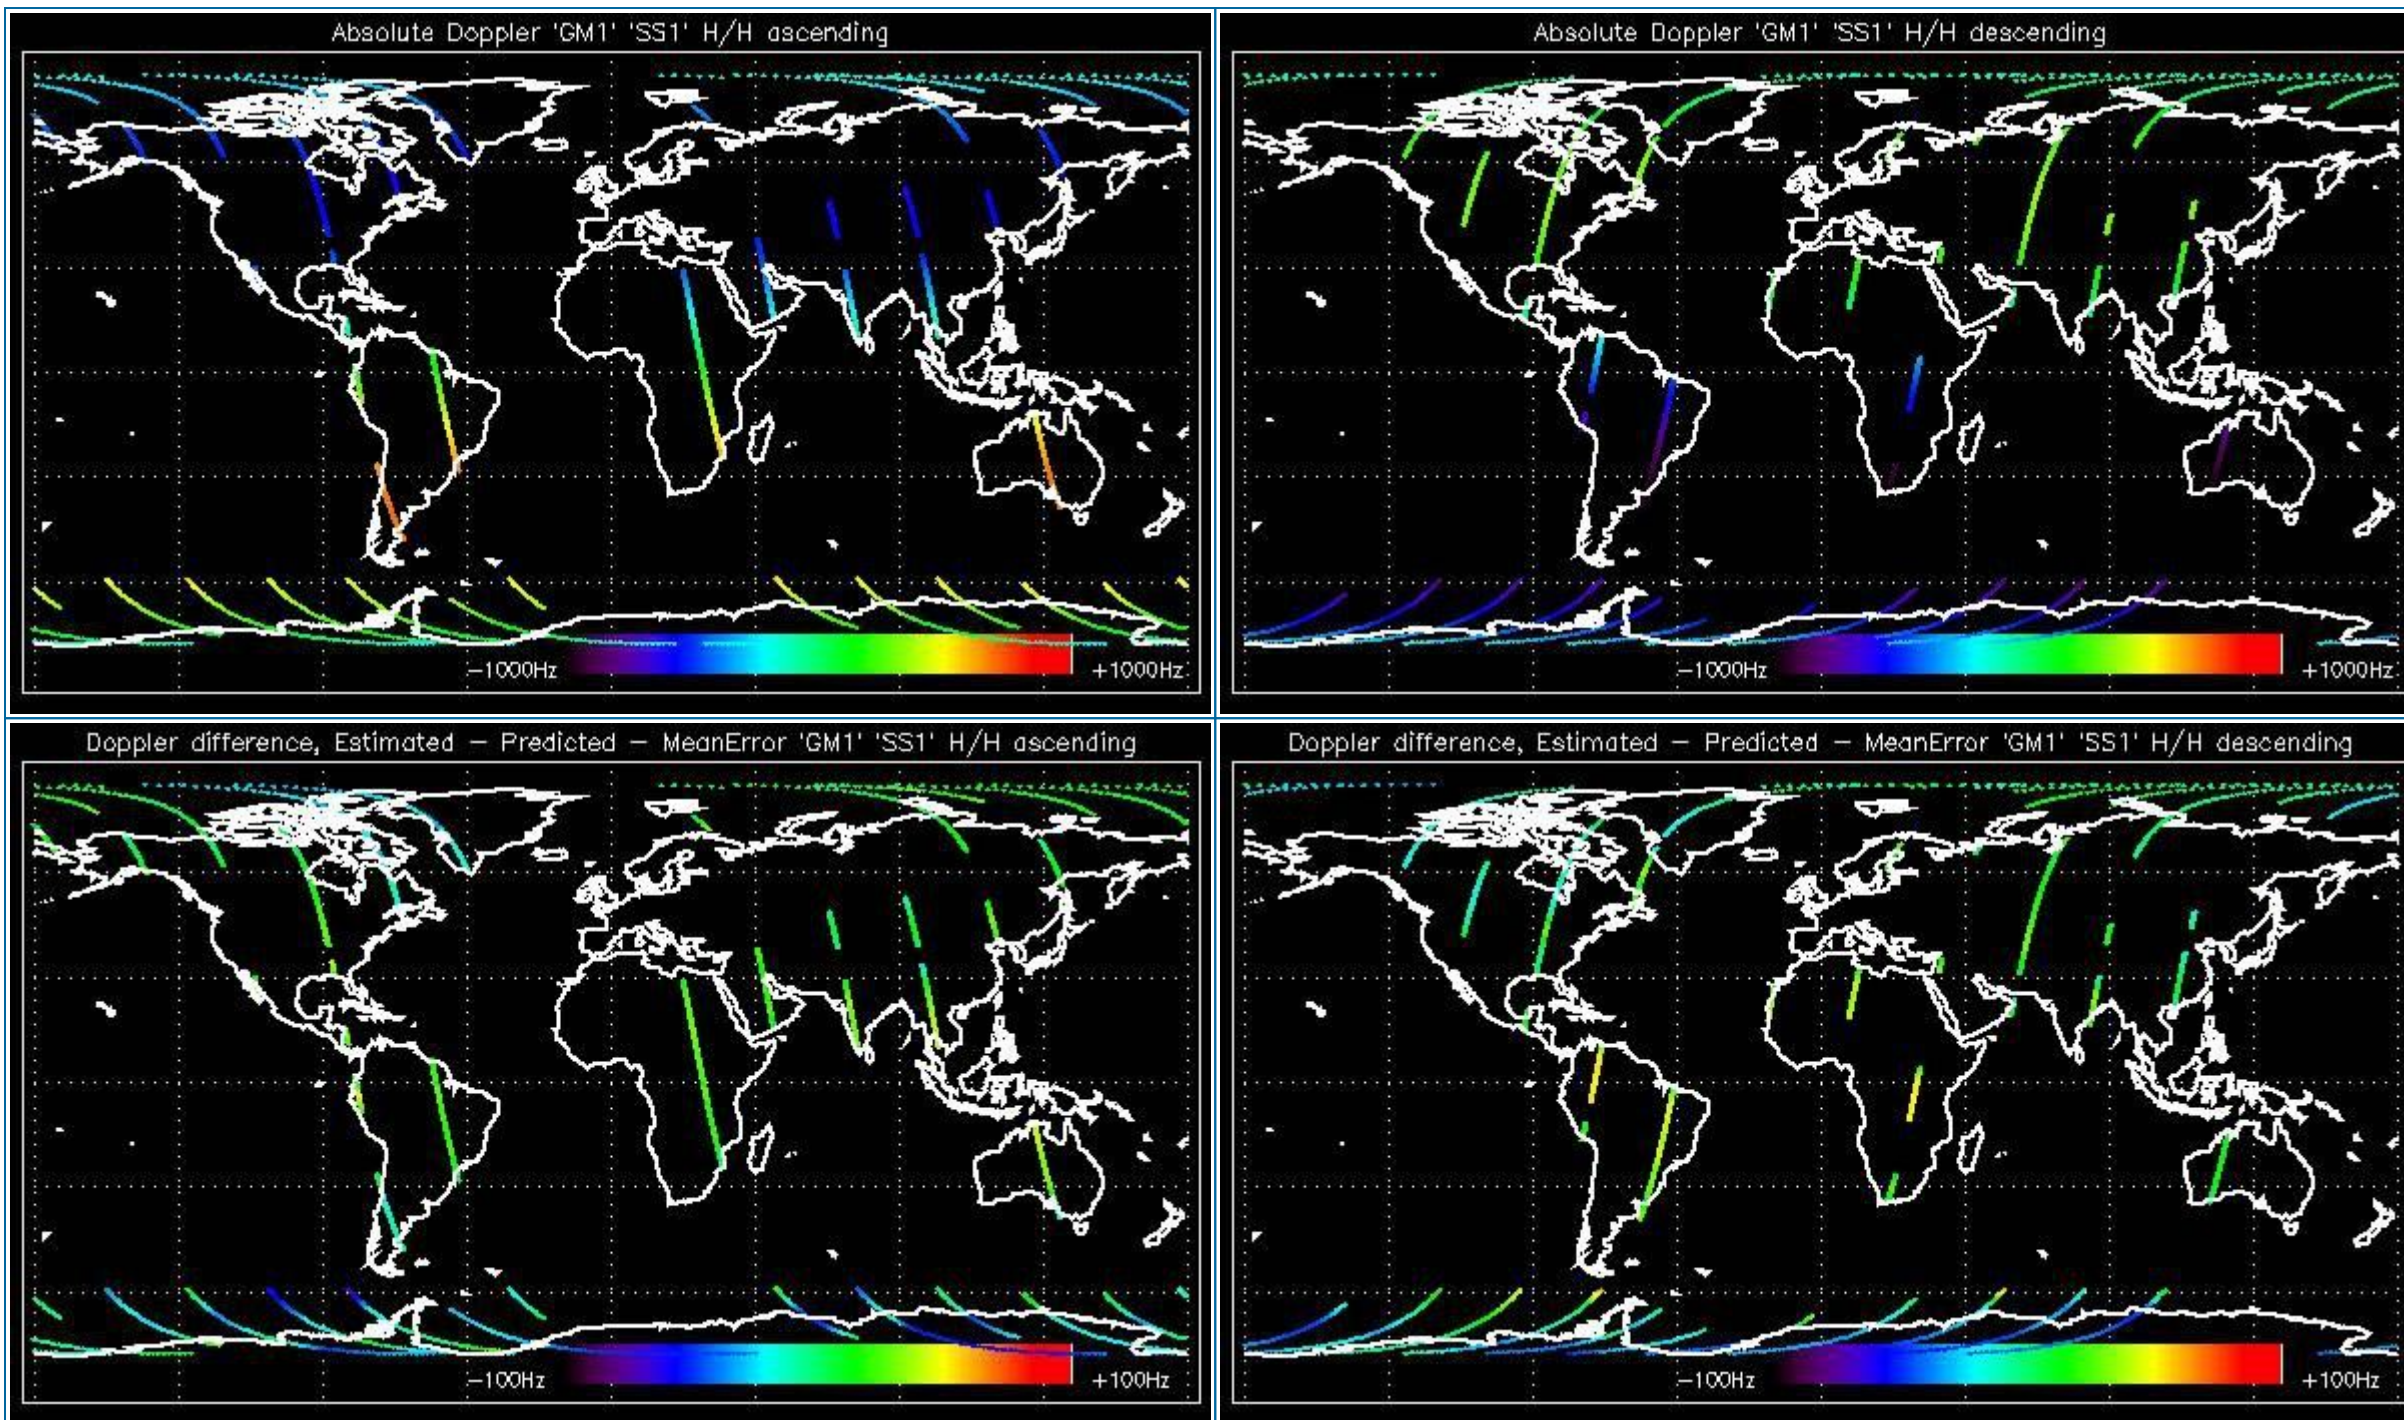 Absolute Doppler 'GM1' 'SS1' H/H ascending
−1000Hz
+1000Hz
Absolute Doppler 'GM1' 'SS1' H/H descending
−1000Hz
+1000Hz
Doppler difference, Estimated − Predicted − MeanError 'GM1' 'SS1' H/H ascending
−100Hz
+100Hz
Doppler difference, Estimated − Predicted − MeanError 'GM1' 'SS1' H/H descending
−100Hz
+100Hz